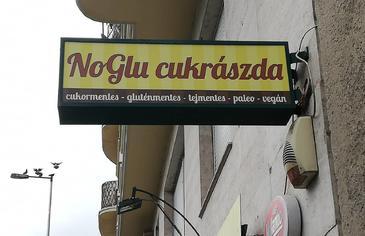 NoGlu cukrászda
cukormentes - gluténmentes - tejmentes - paleo - vegán